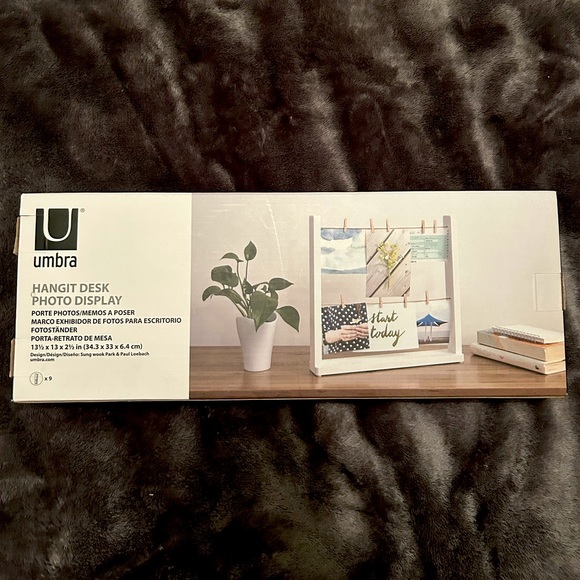 U®
umbra
HANGIT DESK
PHOTO DISPLAY
PORTE PHOTOS/MEMOS A POSER
MARCO EXHIBIDOR DE FOTOS PARA ESCRITORIO
FOTOSTÄNDER
PORTA-RETRATO DE MESA
13½ x 13 x 2½ in (34.3 x 33 x 6.4 cm)
Design/Désign/Diseño: Sung wook Park & Paul Loebach
umbra.com
x 9
start
today